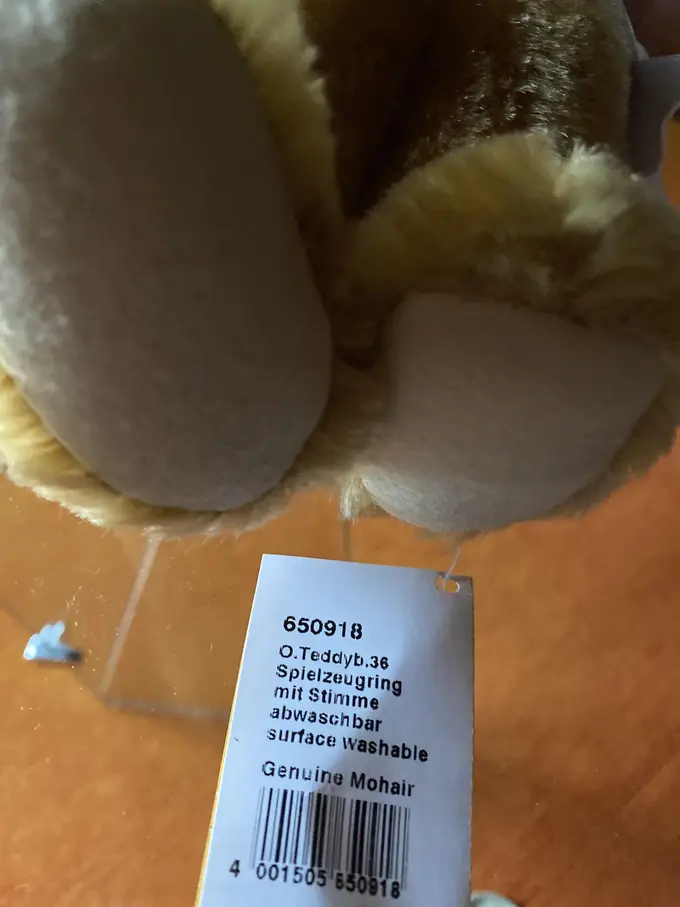 650918
O.Teddyb.36
Spielzeugring
mit Stimme
abwaschbar
surface washable
Genuine Mohair
4 001505 650918